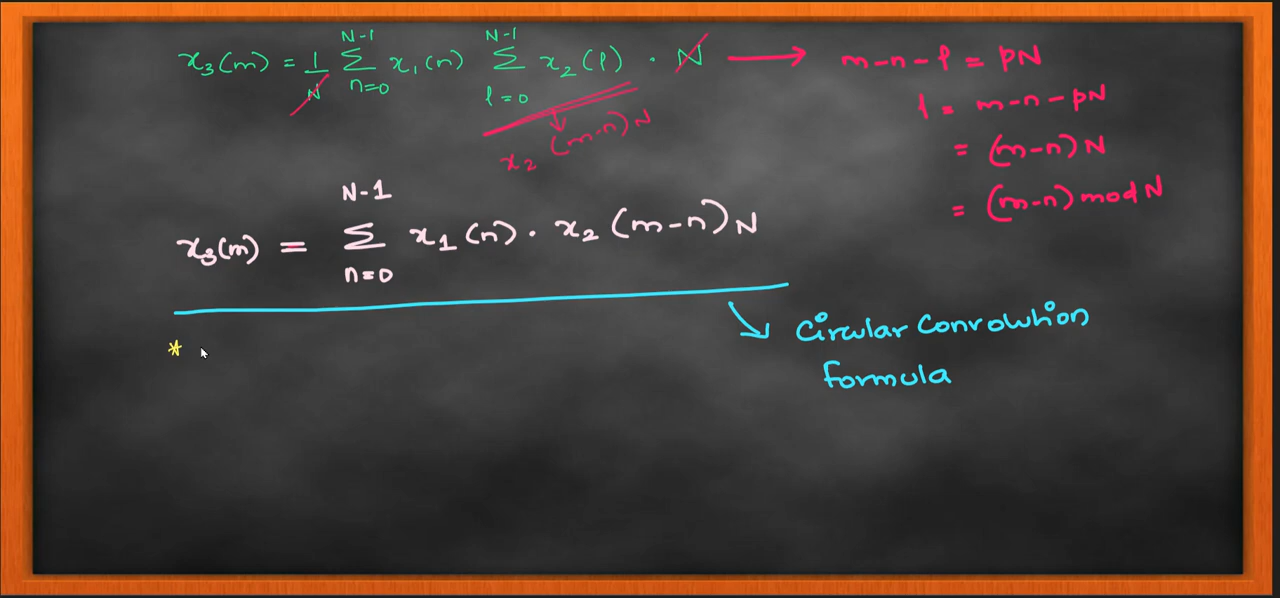 x₃(m) = 1/N Σ_{n=0}^{N-1} x₁(n) Σ_{l=0}^{N-1} x₂(l) · N → m-n-l = pN
l = m-n-pN
x₂ (m-n)N
= (m-n)N
= (m-n) mod N
x₃(m) = Σ_{n=0}^{N-1} x₁(n) · x₂(m-n)N
↘ Circular Convolution
formula
*